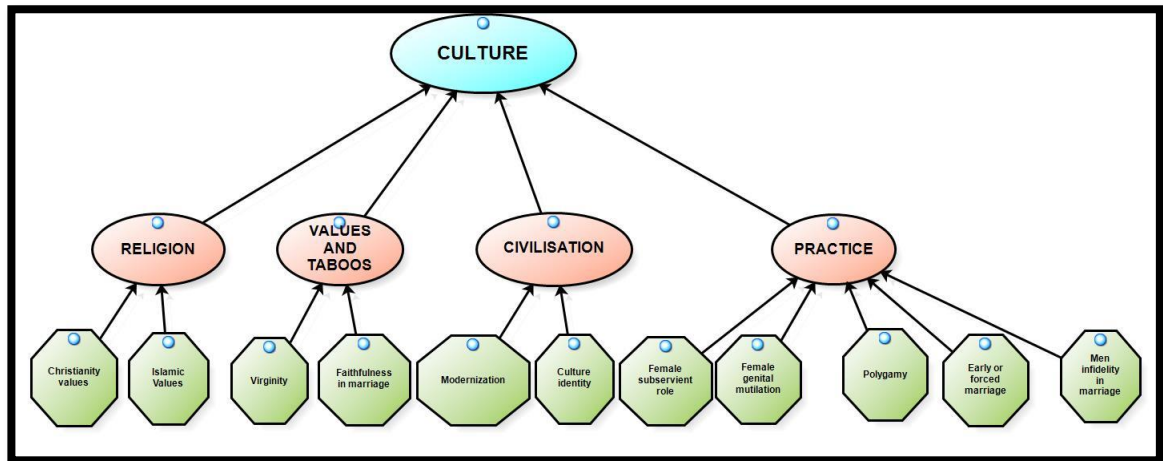 CULTURE
RELIGION
VALUES
AND
TABOOS
CIVILISATION
PRACTICE
Christianity
values
Islamic
Values
Virginity
Faithfulness
in marriage
Modernization
Culture
identity
Female
subservient
role
Female
genital
mutilation
Polygamy
Early or
forced
marriage
Men
infidelity
in
marriage